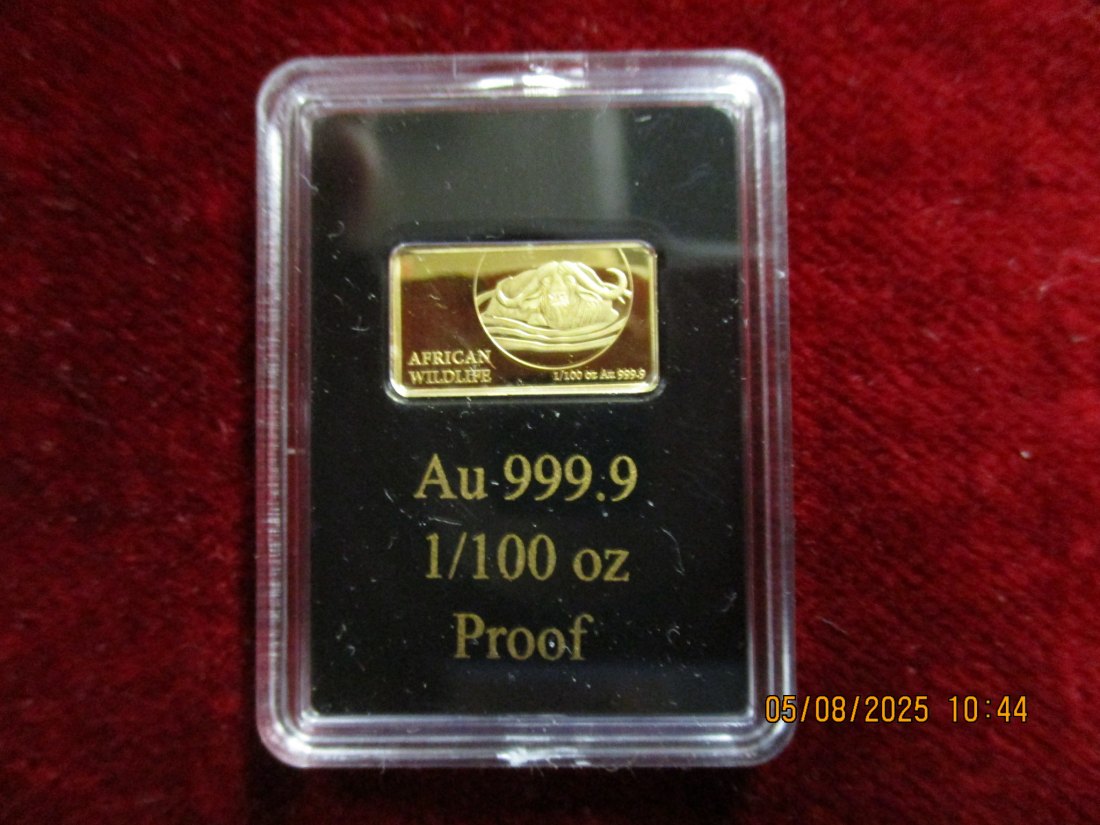 AFRICAN
WILDLIFE
1/100 oz Au 999.9
Au 999.9
1/100 oz
Proof
05/08/2025 10:44